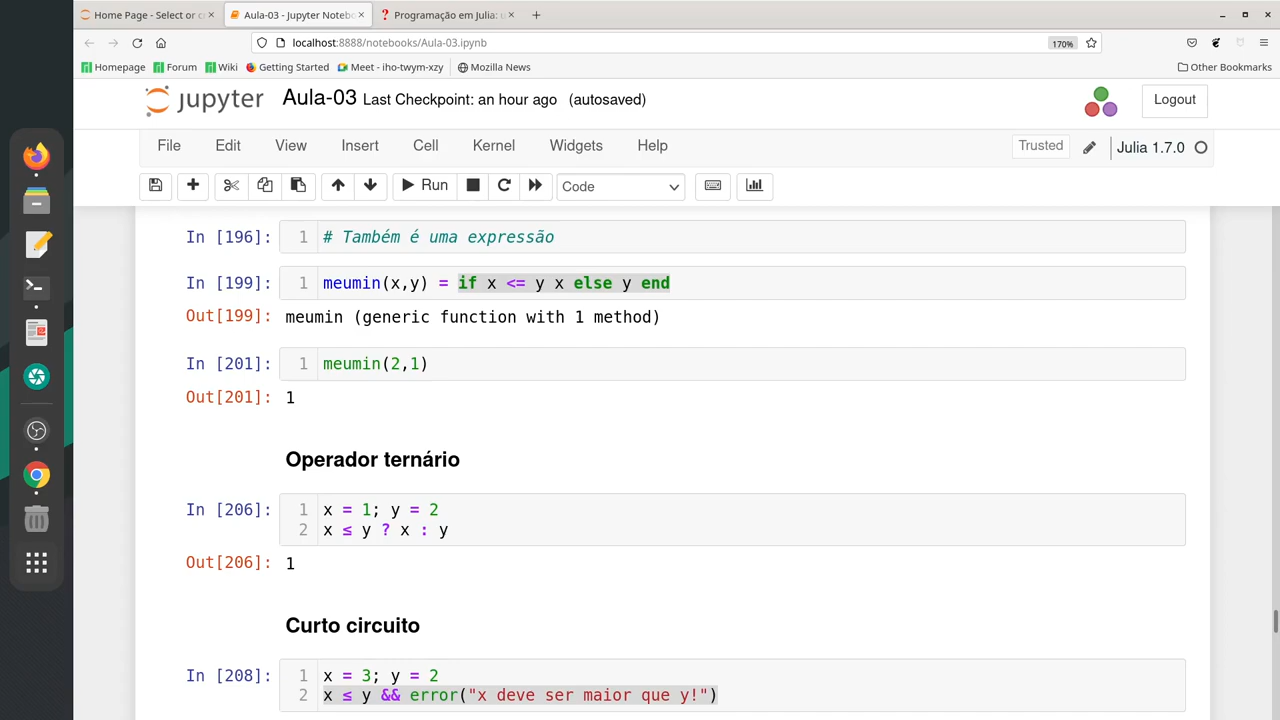 Home Page - Select or c
Aula-03 - Jupyter Notebo
Programação em Julia: u
localhost:8888/notebooks/Aula-03.ipynb
170%
Homepage Forum Wiki Getting Started Meet - iho-twym-xzy Mozilla News Other Bookmarks
jupyter Aula-03 Last Checkpoint: an hour ago (autosaved) Logout
File Edit View Insert Cell Kernel Widgets Help Trusted Julia 1.7.0
Run Code
In [196]: 1 # Também é uma expressão
In [199]: 1 meumin(x,y) = if x <= y x else y end
Out[199]: meumin (generic function with 1 method)
In [201]: 1 meumin(2,1)
Out[201]: 1
Operador ternário
In [206]: 1 x = 1; y = 2
2 x ≤ y ? x : y
Out[206]: 1
Curto circuito
In [208]: 1 x = 3; y = 2
2 x ≤ y && error("x deve ser maior que y!")